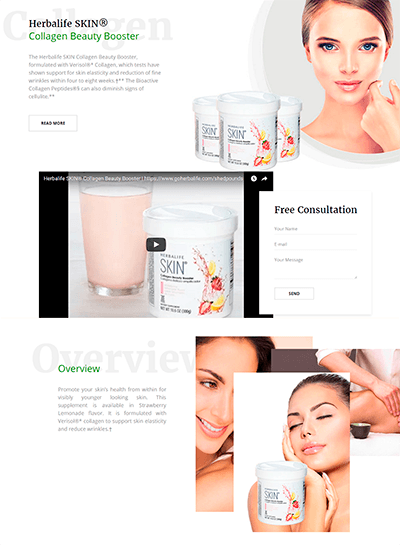 Collagen
Herbalife SKIN®
Collagen Beauty Booster
The Herbalife SKIN Collagen Beauty Booster,
formulated with Verisol®* Collagen, which tests have
shown support for skin elasticity and reduction of fine
wrinkles within four to eight weeks.†** The Bioactive
Collagen Peptides®‡ can also diminish signs of
cellulite.**
READ MORE
HERBALIFE
SKIN
Herbalife SKIN® Collagen Beauty Booster | https://www.goherbalife.com/shedpounds
HERBALIFE
SKIN
Collagen Beauty Booster
Free Consultation
Your Name
E-mail
Your Message
SEND
Overview
Overview
Promote your skin's health from within for
visibly younger looking skin. This
supplement is available in Strawberry
Lemonade flavor. It is formulated with
Verisol®* collagen to support skin elasticity
and reduce wrinkles.†
HERBALIFE
SKIN